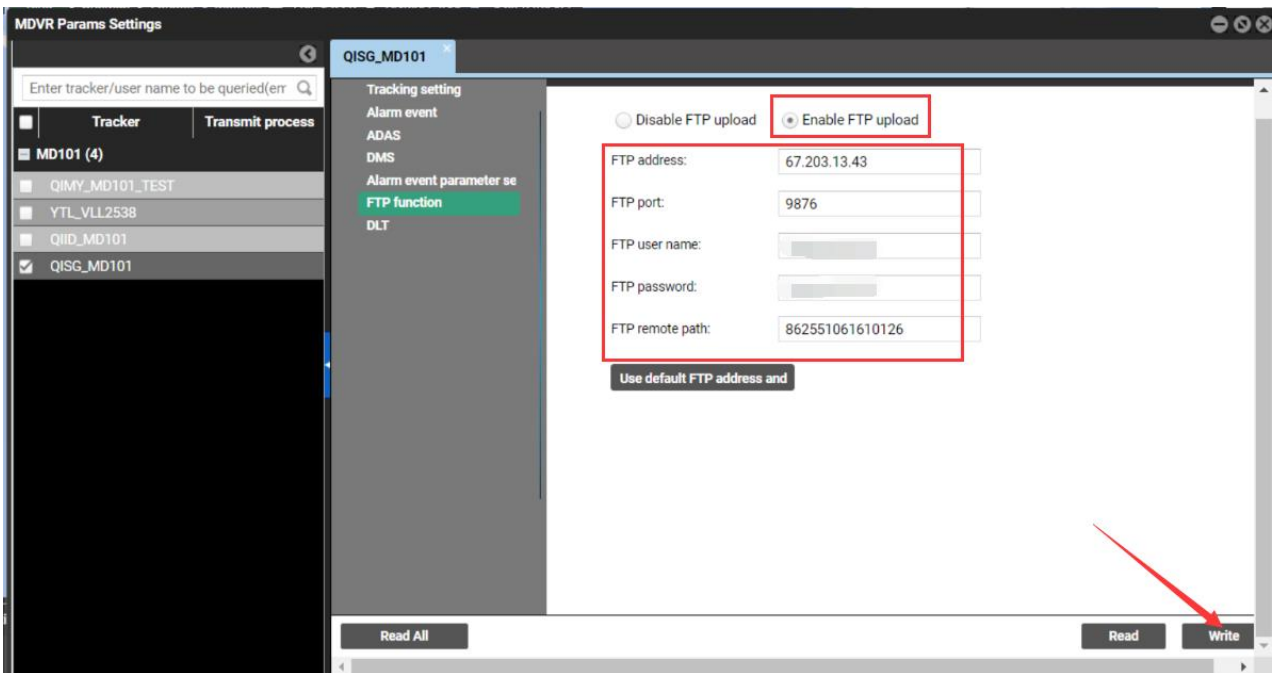 MDVR Params Settings
Enter tracker/user name to be queried(err
Tracker Transmit process
MD101 (4)
QIMY_MD101_TEST
YTL_VLL2538
QIID_MD101
QISG_MD101
QISG_MD101
Tracking setting
Alarm event
ADAS
DMS
Alarm event parameter se
FTP function
DLT
Disable FTP upload Enable FTP upload
FTP address: 67.203.13.43
FTP port: 9876
FTP user name:
FTP password:
FTP remote path: 862551061610126
Use default FTP address and
Read All Read Write